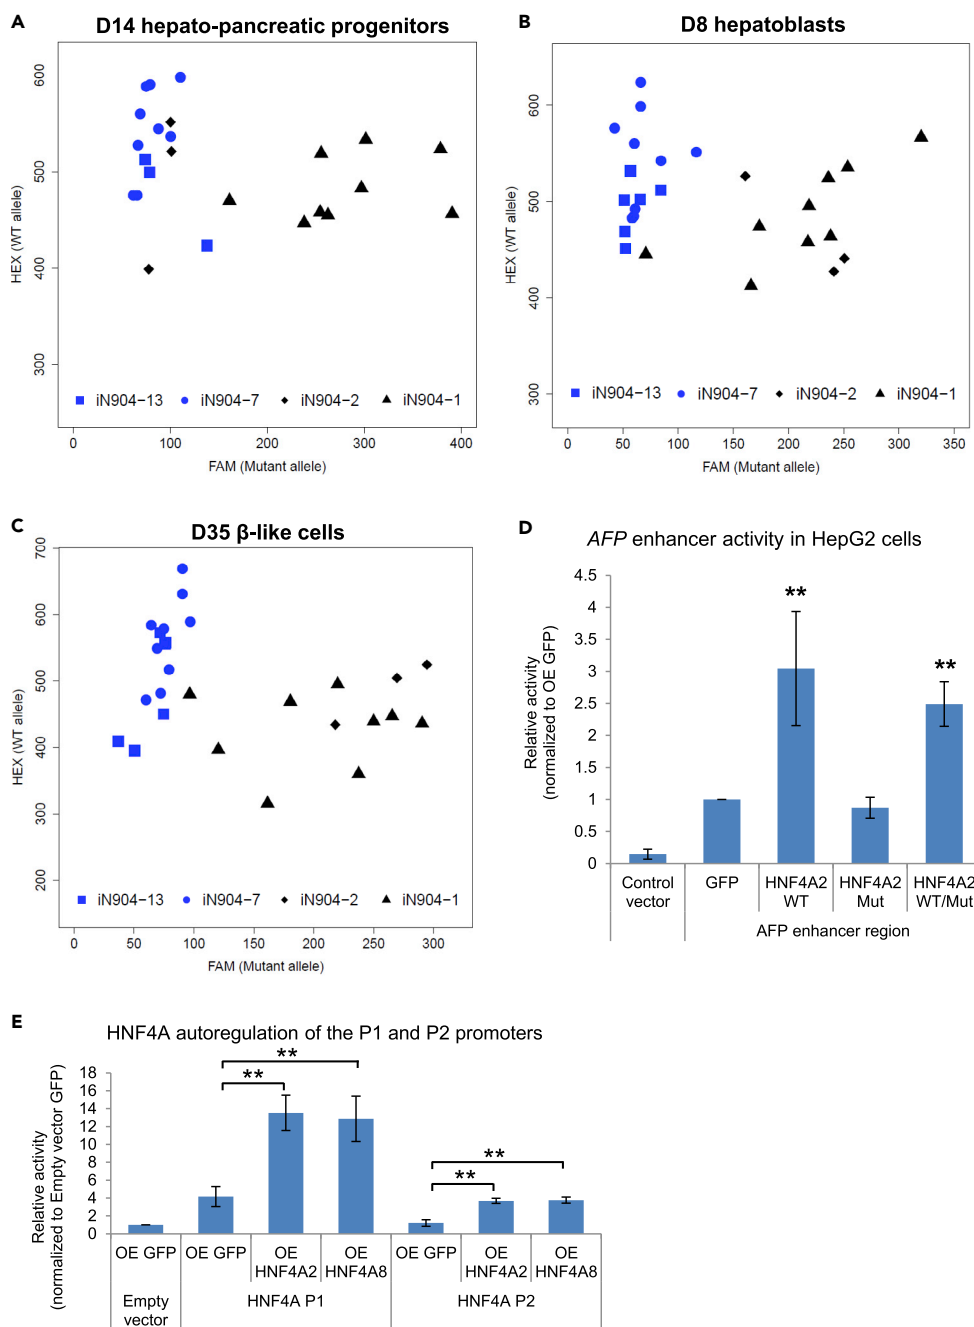 A
D14 hepato-pancreatic progenitors
HEX (WT allele)
600
500
400
300
iN904−13 iN904−7 iN904−2 iN904−1
0 100 200 300 400
FAM (Mutant allele)
B
D8 hepatoblasts
HEX (WT allele)
600
500
400
300
iN904−13 iN904−7 iN904−2 iN904−1
0 50 100 150 200 250 300 350
FAM (Mutant allele)
C
D35 β-like cells
HEX (WT allele)
700
600
500
400
300
200
iN904−13 iN904−7 iN904−2 iN904−1
0 50 100 150 200 250 300
FAM (Mutant allele)
D
AFP enhancer activity in HepG2 cells
Relative activity
(normalized to OE GFP)
4.5
4
3.5
3
2.5
2
1.5
1
0.5
0
**
**
Control GFP HNF4A2 HNF4A2 HNF4A2
vector WT Mut WT/Mut
AFP enhancer region
E
HNF4A autoregulation of the P1 and P2 promoters
Relative activity
(normalized to Empty vector GFP)
18
16
14
12
10
8
6
4
2
0
**
**
**
**
OE GFP OE GFP OE OE OE GFP OE OE
HNF4A2 HNF4A8 HNF4A2 HNF4A8
Empty HNF4A P1 HNF4A P2
vector